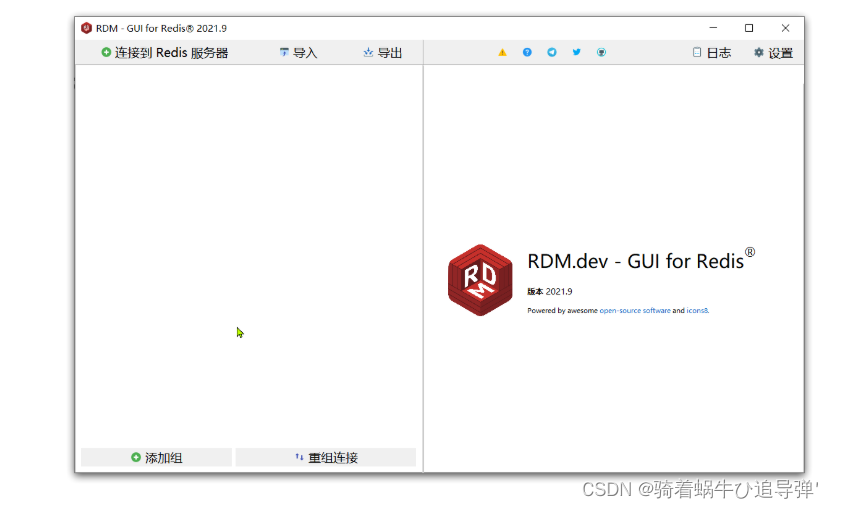 RDM - GUI for Redis® 2021.9
连接到 Redis 服务器 导入 导出 日志 设置
RDM
RDM.dev - GUI for Redis®
版本 2021.9
Powered by awesome open-source software and icons8.
添加组 重组连接
CSDN @骑着蜗牛ひ追导弹'